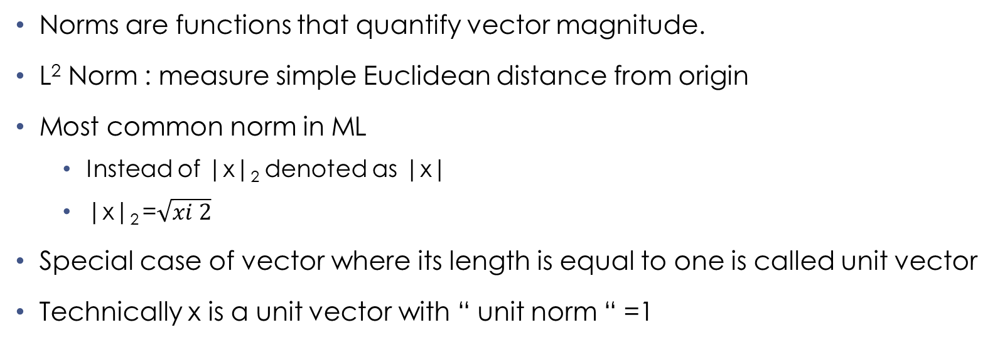 • Norms are functions that quantify vector magnitude.
• L² Norm : measure simple Euclidean distance from origin
• Most common norm in ML
• Instead of |x|₂ denoted as |x|
• |x|₂=√xi 2
• Special case of vector where its length is equal to one is called unit vector
• Technically x is a unit vector with “ unit norm “ =1